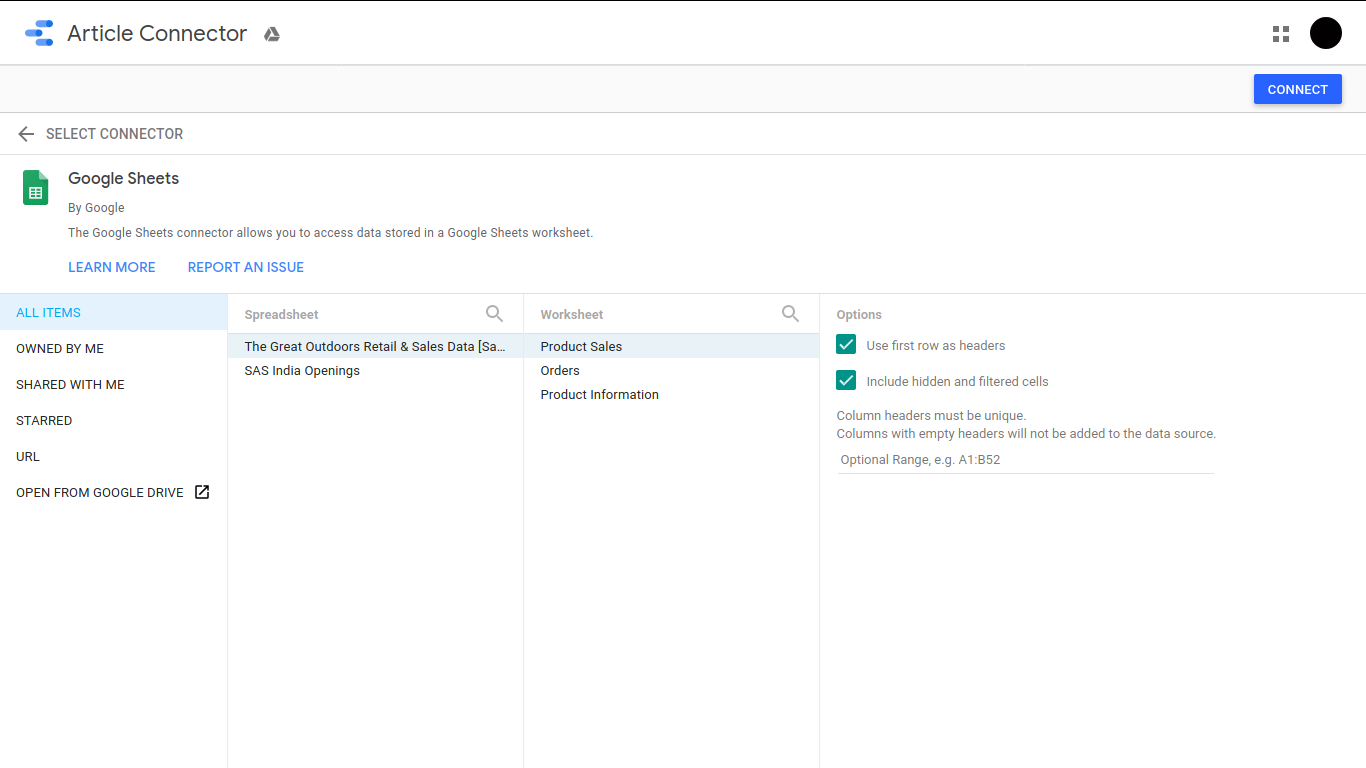 Article Connector
CONNECT
SELECT CONNECTOR
Google Sheets
By Google
The Google Sheets connector allows you to access data stored in a Google Sheets worksheet.
LEARN MORE
REPORT AN ISSUE
ALL ITEMS
OWNED BY ME
SHARED WITH ME
STARRED
URL
OPEN FROM GOOGLE DRIVE
Spreadsheet
The Great Outdoors Retail & Sales Data [Sa...
SAS India Openings
Worksheet
Product Sales
Orders
Product Information
Options
Use first row as headers
Include hidden and filtered cells
Column headers must be unique.
Columns with empty headers will not be added to the data source.
Optional Range, e.g. A1:B52